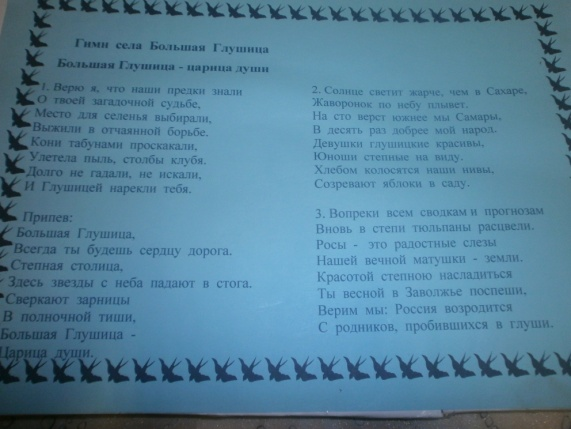 Гимн села Большая Глушица
Большая Глушица - царица души
1. Верю я, что наши предки знали
О твоей загадочной судьбе,
Место для селенья выбирали,
Выжили в отчаянной борьбе.
Кони табунами проскакали,
Улетела пыль, столбы клубя.
Долго не гадали, не искали,
И Глушицей нарекли тебя.
Припев:
Большая Глушица,
Всегда ты будешь сердцу дорога.
Степная столица,
Здесь звезды с неба падают в стога.
Сверкают зарницы
В полночной тиши,
Большая Глушица -
Царица души.
2. Солнце светит жарче, чем в Сахаре,
Жаворонок по небу плывет.
На сто верст южнее мы Самары,
В десять раз добрее мой народ.
Девушки глушицкие красивы,
Юноши степные на виду.
Хлебом колосятся наши нивы,
Созревают яблоки в саду.
3. Вопреки всем сводкам и прогнозам
Вновь в степи тюльпаны расцвели.
Росы - это радостные слезы
Нашей вечной матушки - земли.
Красотой степною насладиться
Ты весной в Заволжье поспеши,
Верим мы: Россия возродится
С родников, пробившихся в глуши.